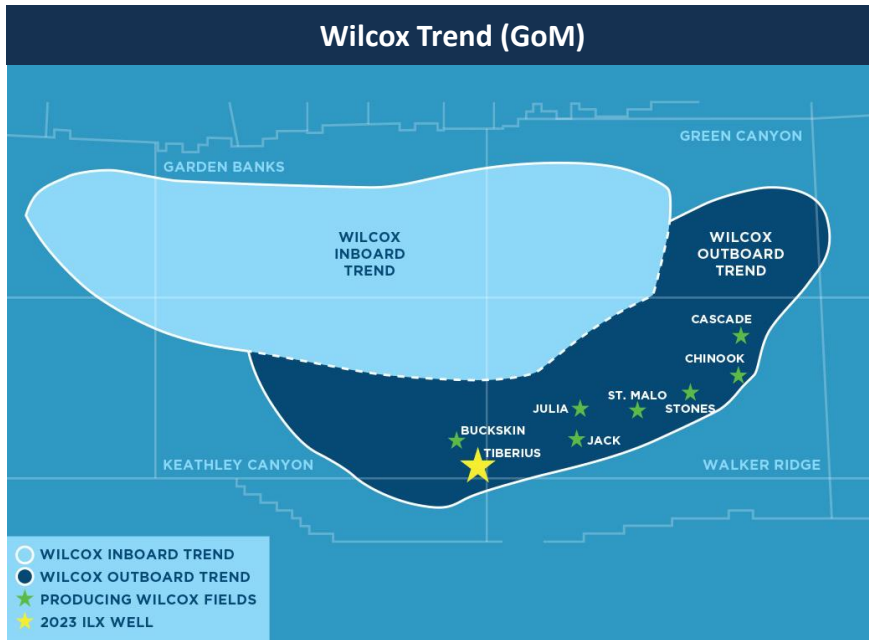 Wilcox Trend (GoM)
GREEN CANYON
GARDEN BANKS
WILCOX
INBOARD
TREND
WILCOX
OUTBOARD
TREND
CASCADE
CHINOOK
ST. MALO
STONES
JULIA
BUCKSKIN
JACK
TIBERIUS
KEATHLEY CANYON
WALKER RIDGE
WILCOX INBOARD TREND
WILCOX OUTBOARD TREND
PRODUCING WILCOX FIELDS
2023 ILX WELL